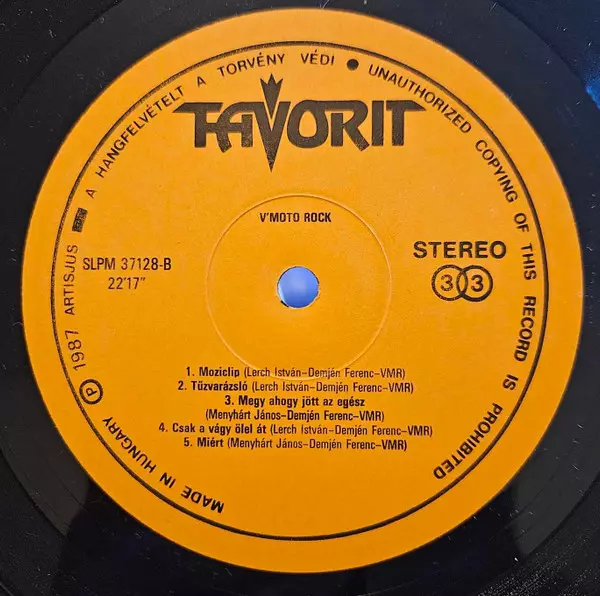 A HANGFELVÉTELT A TÖRVÉNY VÉDI • UNAUTHORIZED COPYING OF THIS RECORD IS PROHIBITED
FAVORIT
V'MOTO ROCK
SLPM 37128-B
22'17"
STEREO
33
1. Moziclip (Lerch István–Demjén Ferenc–VMR)
2. Tűzvarázsló (Lerch István–Demjén Ferenc–VMR)
3. Megy ahogy jött az egész
(Menyhárt János–Demjén Ferenc–VMR)
4. Csak a vágy ölel át (Lerch István–Demjén Ferenc–VMR)
5. Miért (Menyhárt János–Demjén Ferenc–VMR)
MADE IN HUNGARY ℗ 1987 ARTISJUS